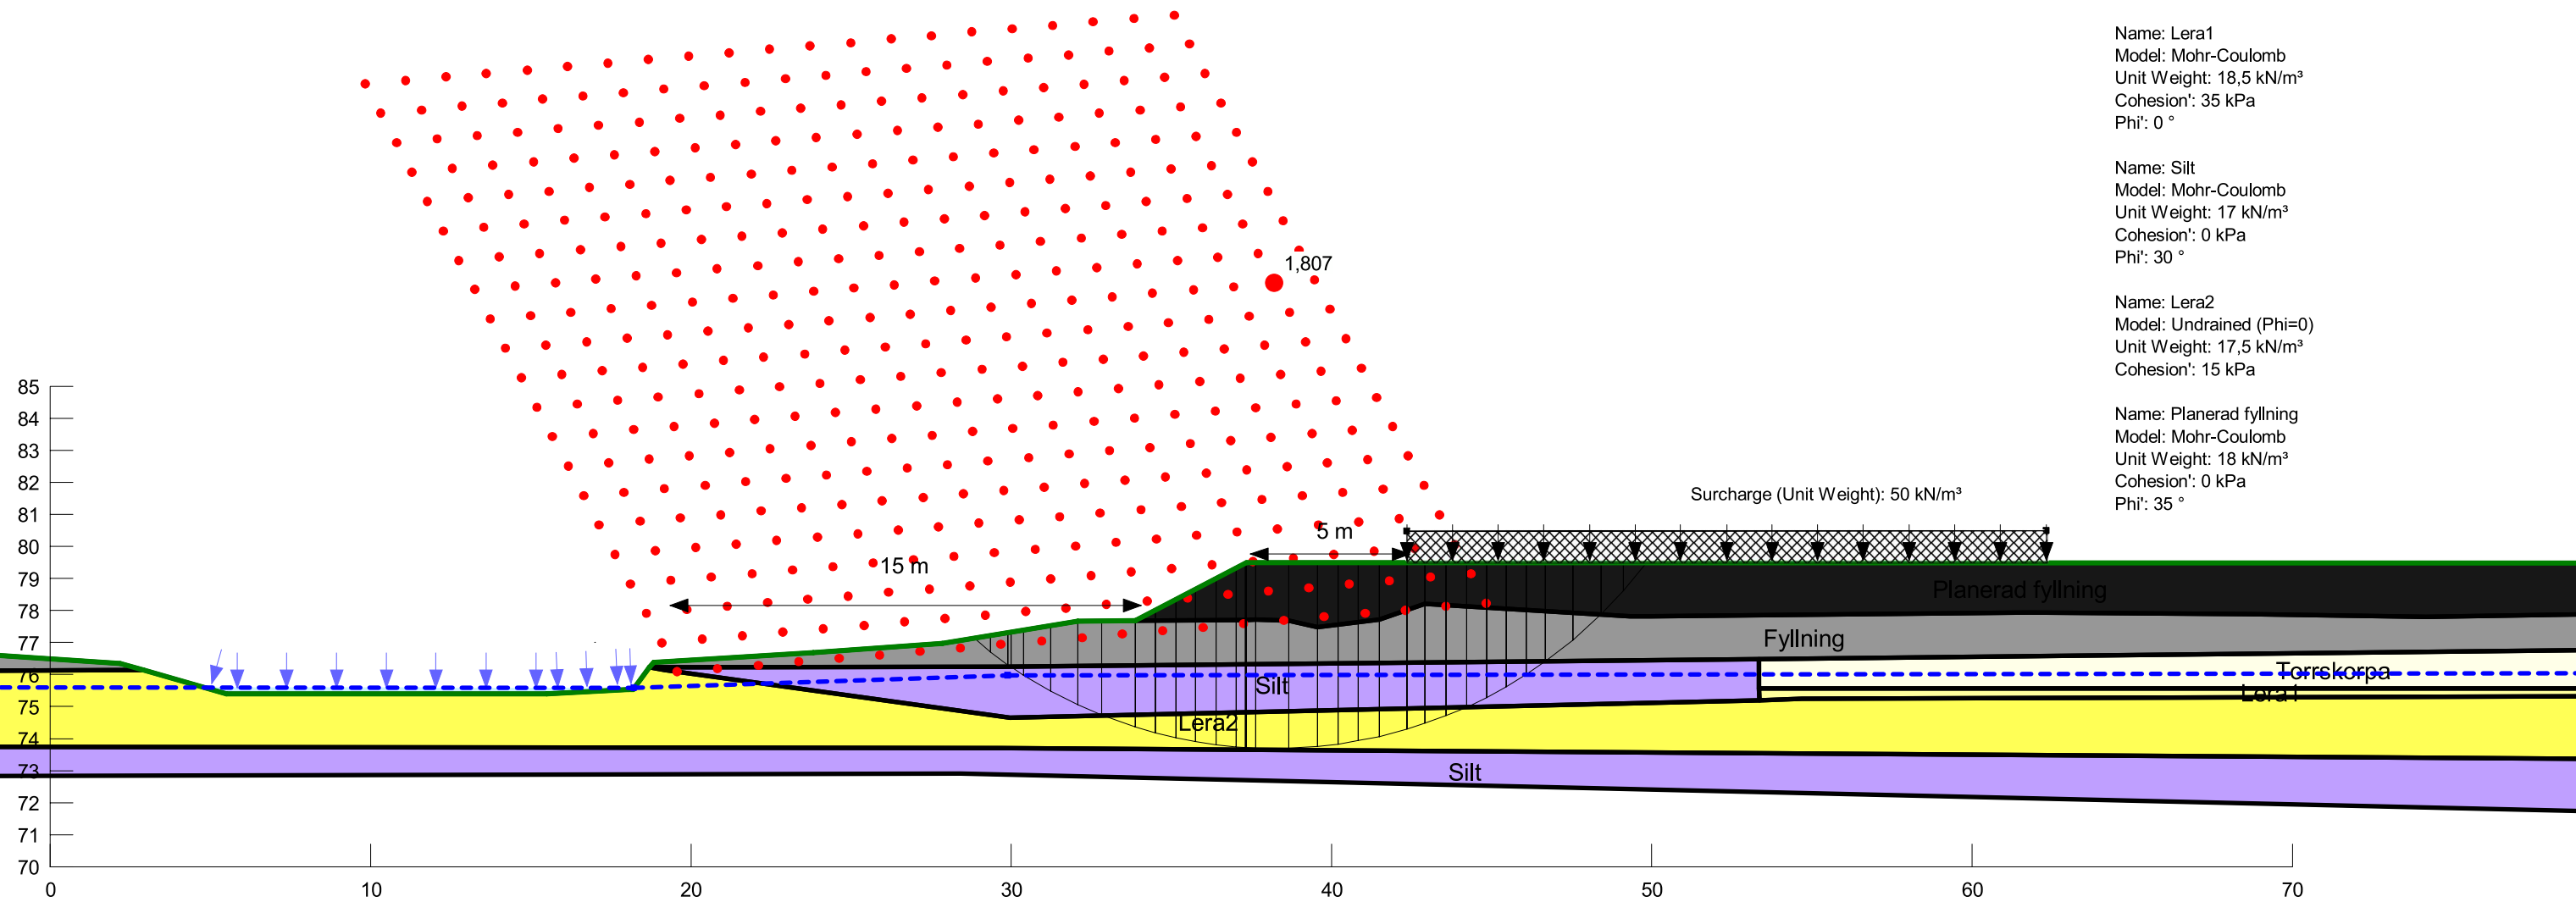 Name: Lera1
Model: Mohr-Coulomb
Unit Weight: 18,5 kN/m³
Cohesion': 35 kPa
Phi': 0 °
Name: Silt
Model: Mohr-Coulomb
Unit Weight: 17 kN/m³
Cohesion': 0 kPa
Phi': 30 °
Name: Lera2
Model: Undrained (Phi=0)
Unit Weight: 17,5 kN/m³
Cohesion': 15 kPa
Name: Planerad fyllning
Model: Mohr-Coulomb
Unit Weight: 18 kN/m³
Cohesion': 0 kPa
Phi': 35 °
1,807
Surcharge (Unit Weight): 50 kN/m³
5 m
15 m
Planerad fyllning
Fyllning
Torrskorpa
Silt
Lera1
Lera2
Silt
85
84
83
82
81
80
79
78
77
76
75
74
73
72
71
70
0 10 20 30 40 50 60 70